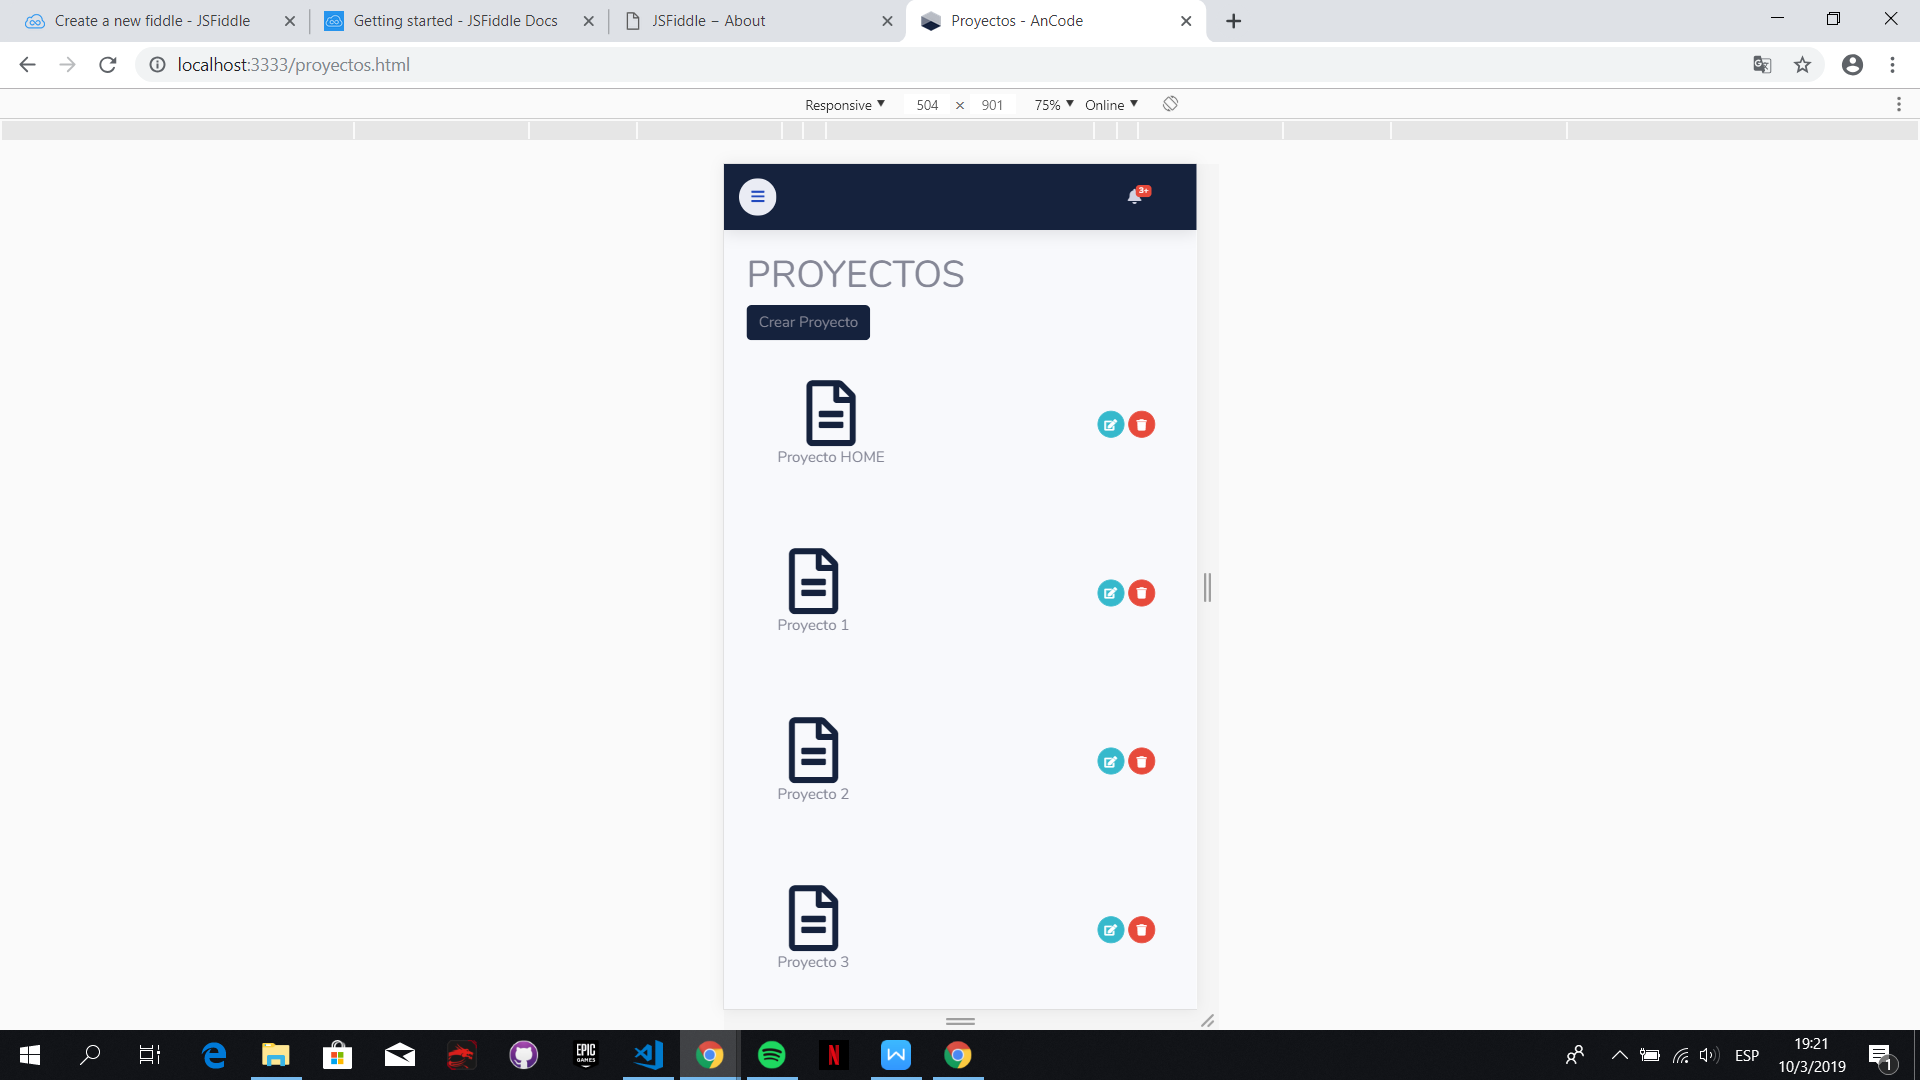 Create a new fiddle - JSFiddle
Getting started - JSFiddle Docs
JSFiddle – About
Proyectos - AnCode
localhost:3333/proyectos.html
Responsive ▼ 504 × 901 75% ▼ Online ▼
3+
PROYECTOS
Crear Proyecto
Proyecto HOME
Proyecto 1
Proyecto 2
Proyecto 3
EPIC
GAMES
N
W
ESP
19:21
10/3/2019
1